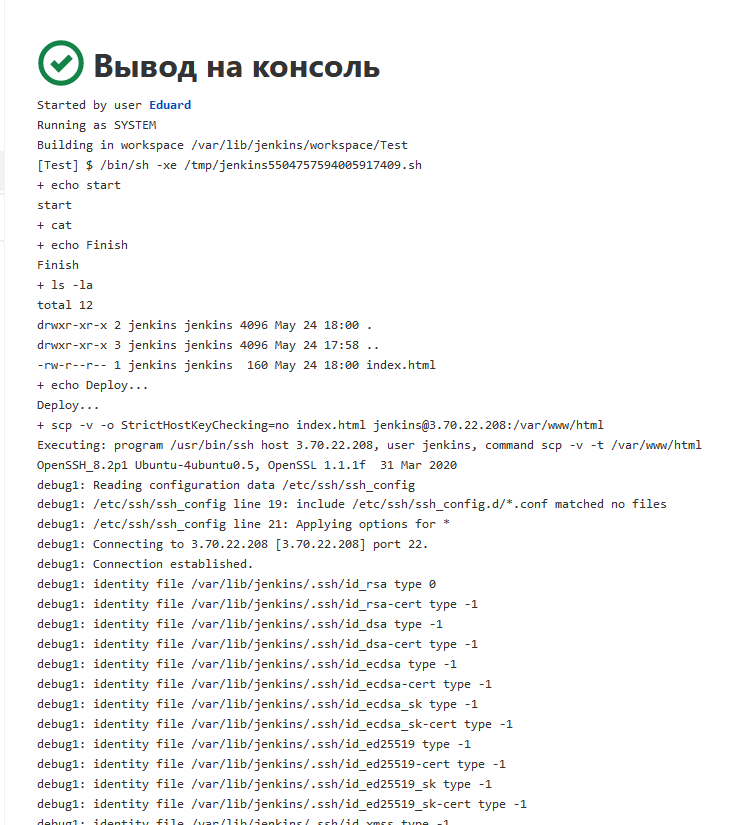 Вывод на консоль
Started by user Eduard
Running as SYSTEM
Building in workspace /var/lib/jenkins/workspace/Test
[Test] $ /bin/sh -xe /tmp/jenkins5504757594005917409.sh
+ echo start
start
+ cat
+ echo Finish
Finish
+ ls -la
total 12
drwxr-xr-x 2 jenkins jenkins 4096 May 24 18:00 .
drwxr-xr-x 3 jenkins jenkins 4096 May 24 17:58 ..
-rw-r--r-- 1 jenkins jenkins  160 May 24 18:00 index.html
+ echo Deploy...
Deploy...
+ scp -v -o StrictHostKeyChecking=no index.html jenkins@3.70.22.208:/var/www/html
Executing: program /usr/bin/ssh host 3.70.22.208, user jenkins, command scp -v -t /var/www/html
OpenSSH_8.2p1 Ubuntu-4ubuntu0.5, OpenSSL 1.1.1f  31 Mar 2020
debug1: Reading configuration data /etc/ssh/ssh_config
debug1: /etc/ssh/ssh_config line 19: include /etc/ssh/ssh_config.d/*.conf matched no files
debug1: /etc/ssh/ssh_config line 21: Applying options for *
debug1: Connecting to 3.70.22.208 [3.70.22.208] port 22.
debug1: Connection established.
debug1: identity file /var/lib/jenkins/.ssh/id_rsa type 0
debug1: identity file /var/lib/jenkins/.ssh/id_rsa-cert type -1
debug1: identity file /var/lib/jenkins/.ssh/id_dsa type -1
debug1: identity file /var/lib/jenkins/.ssh/id_dsa-cert type -1
debug1: identity file /var/lib/jenkins/.ssh/id_ecdsa type -1
debug1: identity file /var/lib/jenkins/.ssh/id_ecdsa-cert type -1
debug1: identity file /var/lib/jenkins/.ssh/id_ecdsa_sk type -1
debug1: identity file /var/lib/jenkins/.ssh/id_ecdsa_sk-cert type -1
debug1: identity file /var/lib/jenkins/.ssh/id_ed25519 type -1
debug1: identity file /var/lib/jenkins/.ssh/id_ed25519-cert type -1
debug1: identity file /var/lib/jenkins/.ssh/id_ed25519_sk type -1
debug1: identity file /var/lib/jenkins/.ssh/id_ed25519_sk-cert type -1
debug1: identity file /var/lib/jenkins/.ssh/id_xmss type -1